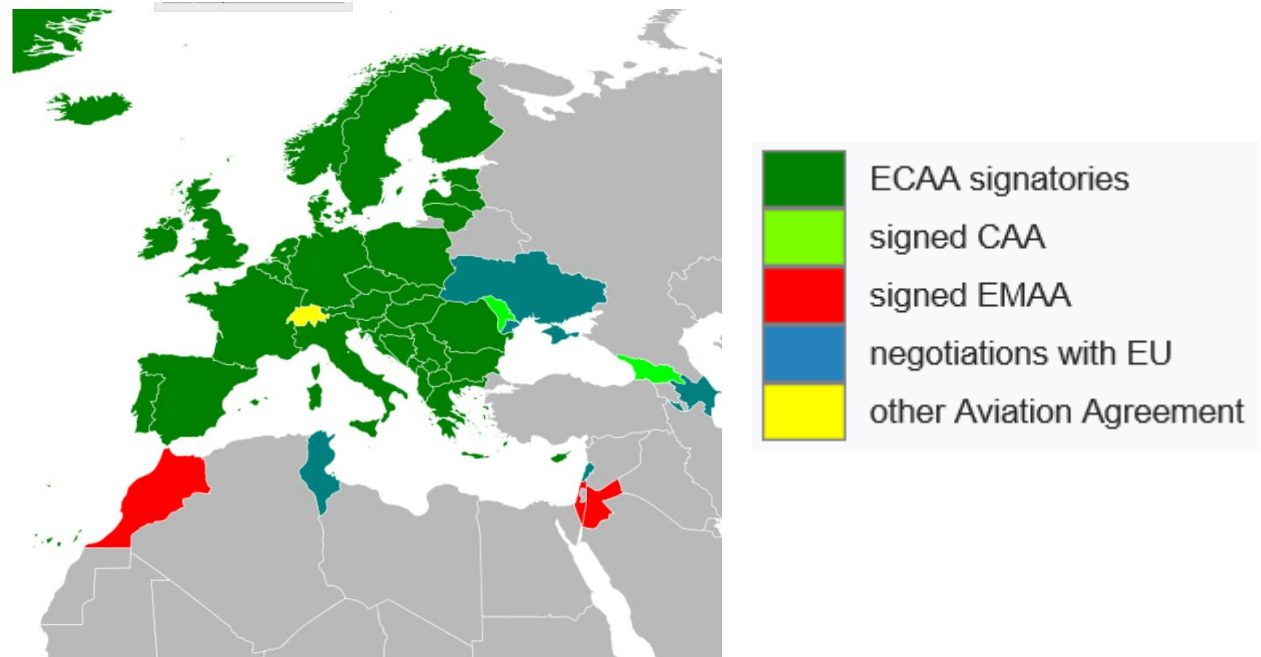 ECAA signatories
signed CAA
signed EMAA
negotiations with EU
other Aviation Agreement